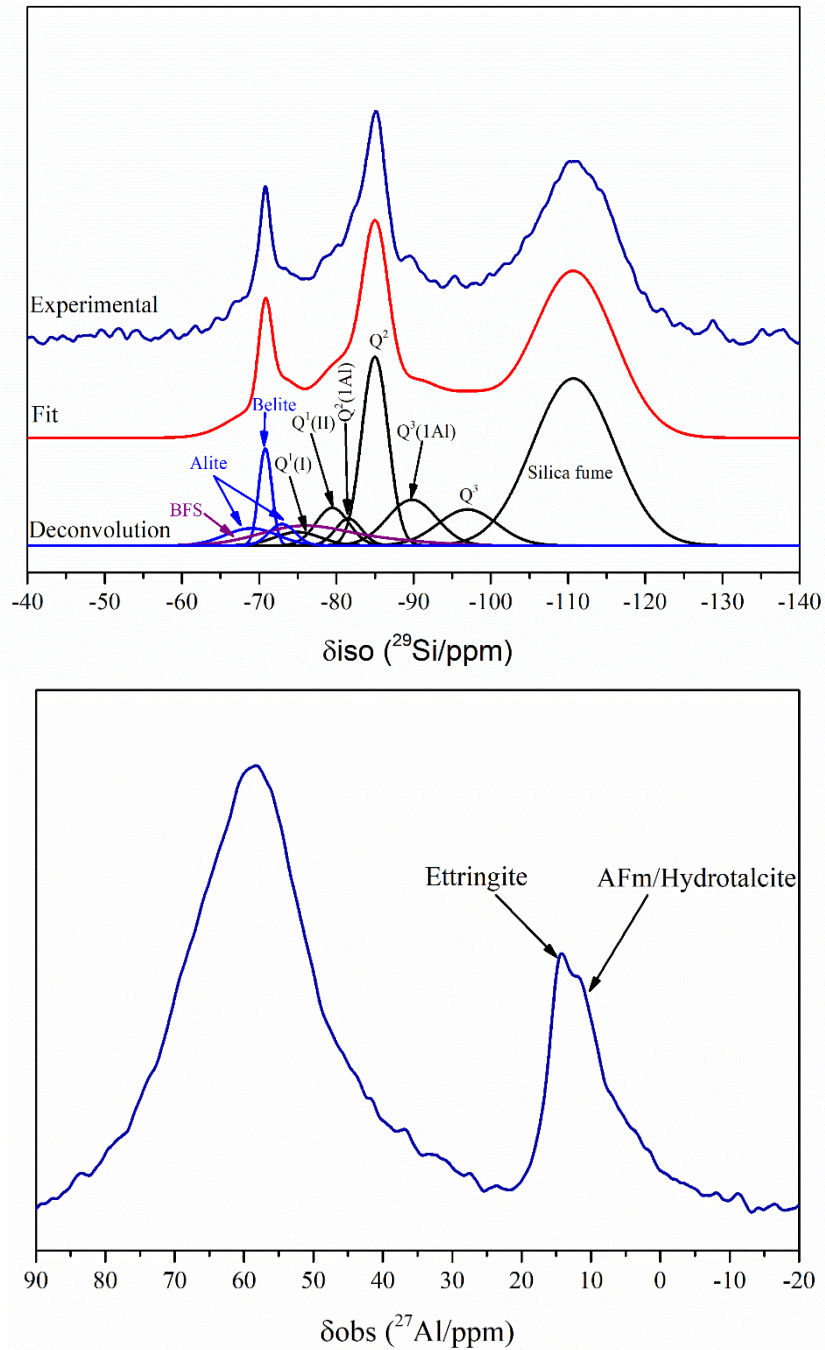 Experimental
Fit
Deconvolution
BFS
Alite
Belite
Q¹(I)
Q¹(II)
Q²(1Al)
Q²
Q³(1Al)
Q³
Silica fume
-40 -50 -60 -70 -80 -90 -100 -110 -120 -130 -140
δiso (²⁹Si/ppm)
Ettringite
AFm/Hydrotalcite
90 80 70 60 50 40 30 20 10 0 -10 -20
δobs (²⁷Al/ppm)